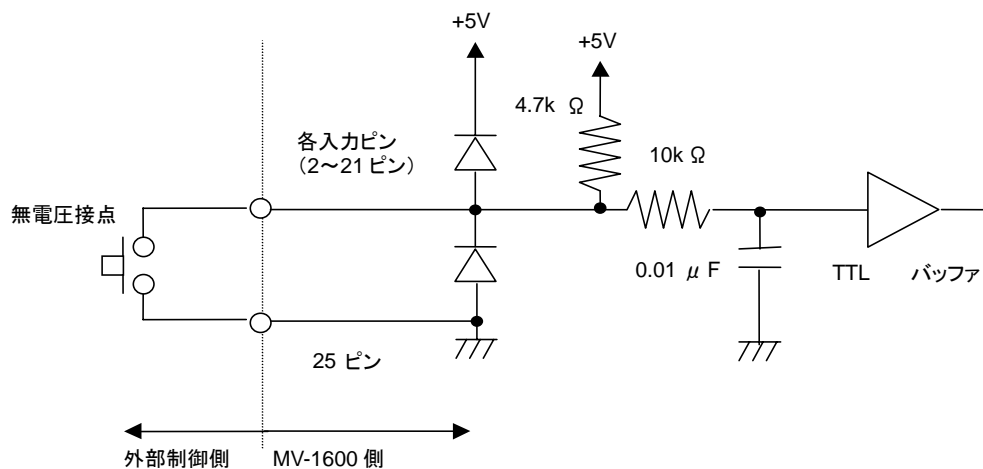 +5V
+5V
4.7k Ω
各入力ピン
（2～21 ピン）
10k Ω
無電圧接点
0.01 μ F
TTL バッファ
25 ピン
外部制御側
MV-1600 側